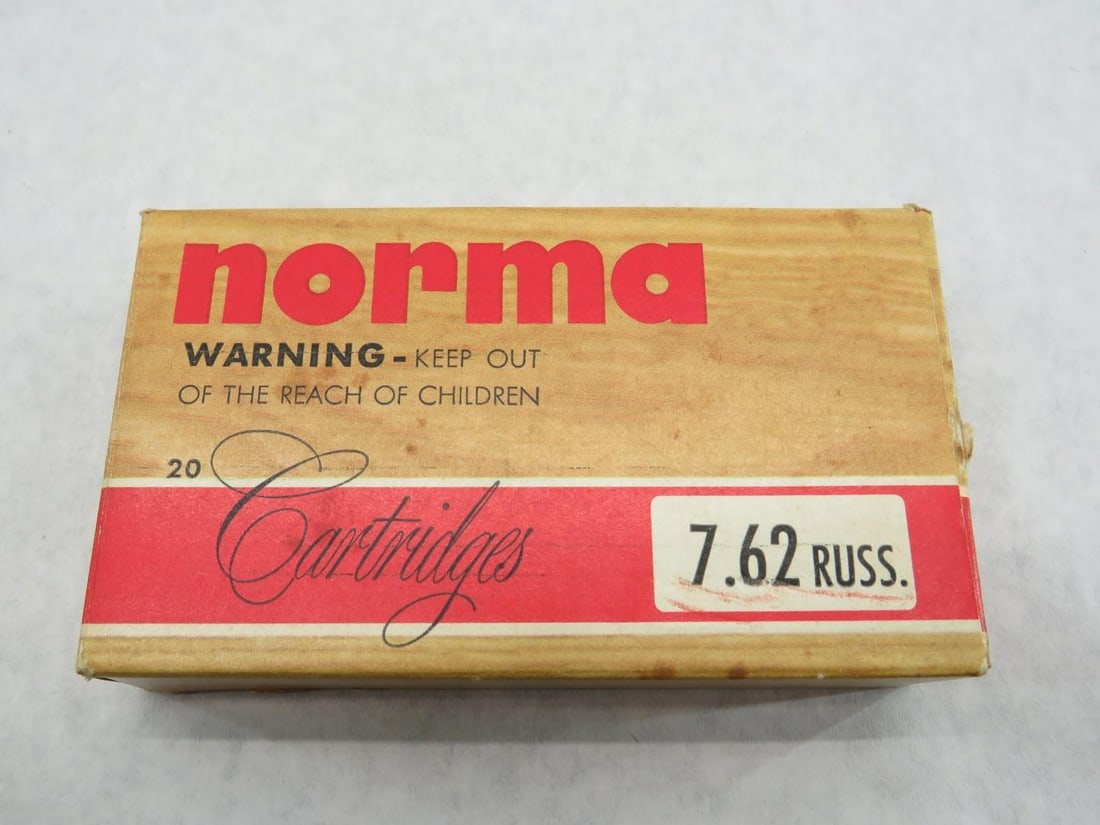 norma
WARNING - KEEP OUT
OF THE REACH OF CHILDREN
20 Cartridges
7.62 RUSS.